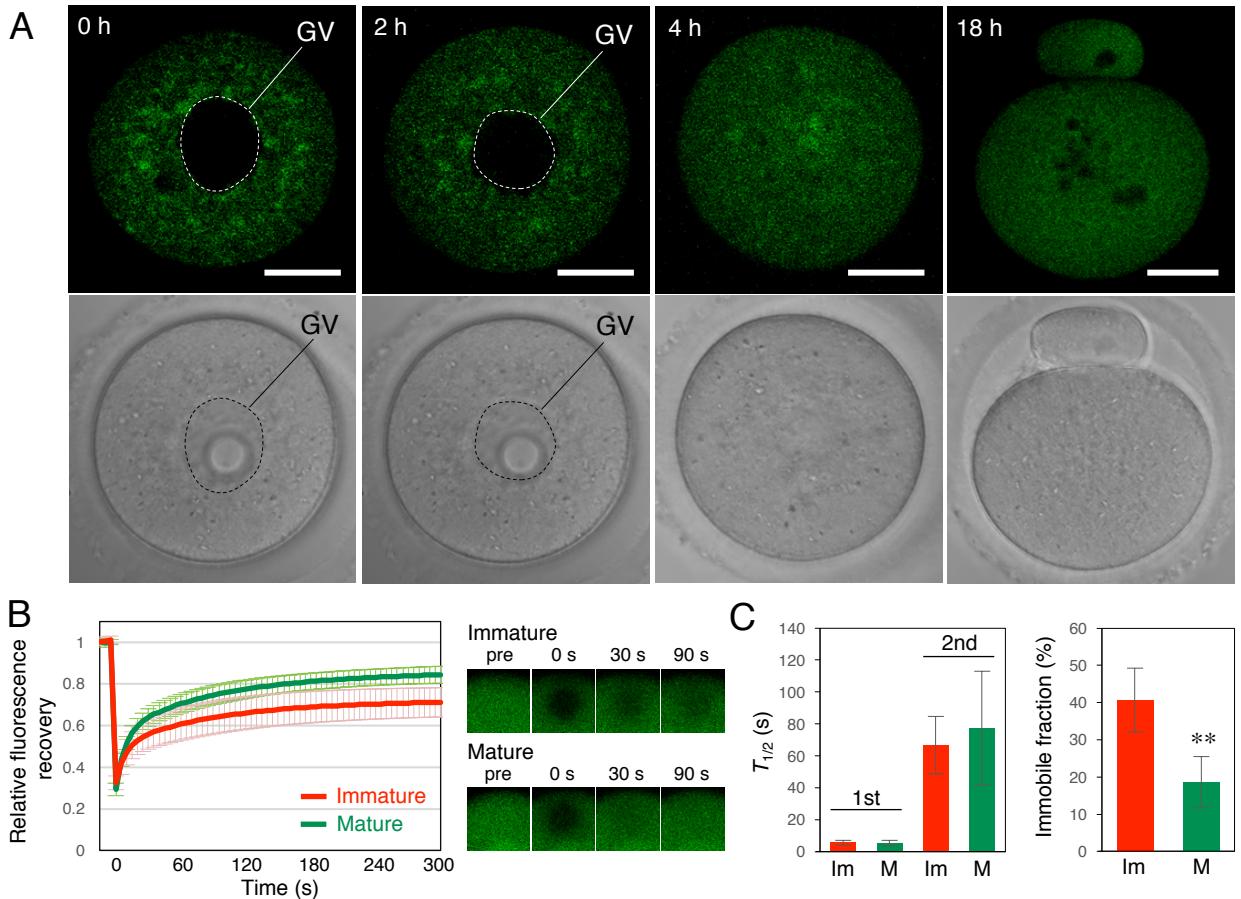 A
0 h
GV
2 h
GV
4 h
18 h
GV
GV
B
Relative fluorescence
recovery
1
0.8
0.6
0.4
0.2
0
0
60
120
180
240
300
Time (s)
Immature
Mature
Immature
pre
0 s
30 s
90 s
Mature
pre
0 s
30 s
90 s
C
T1/2 (s)
140
120
100
80
60
40
20
0
1st
2nd
Im
M
Im
M
Immobile fraction (%)
60
50
40
30
20
10
0
**
Im
M